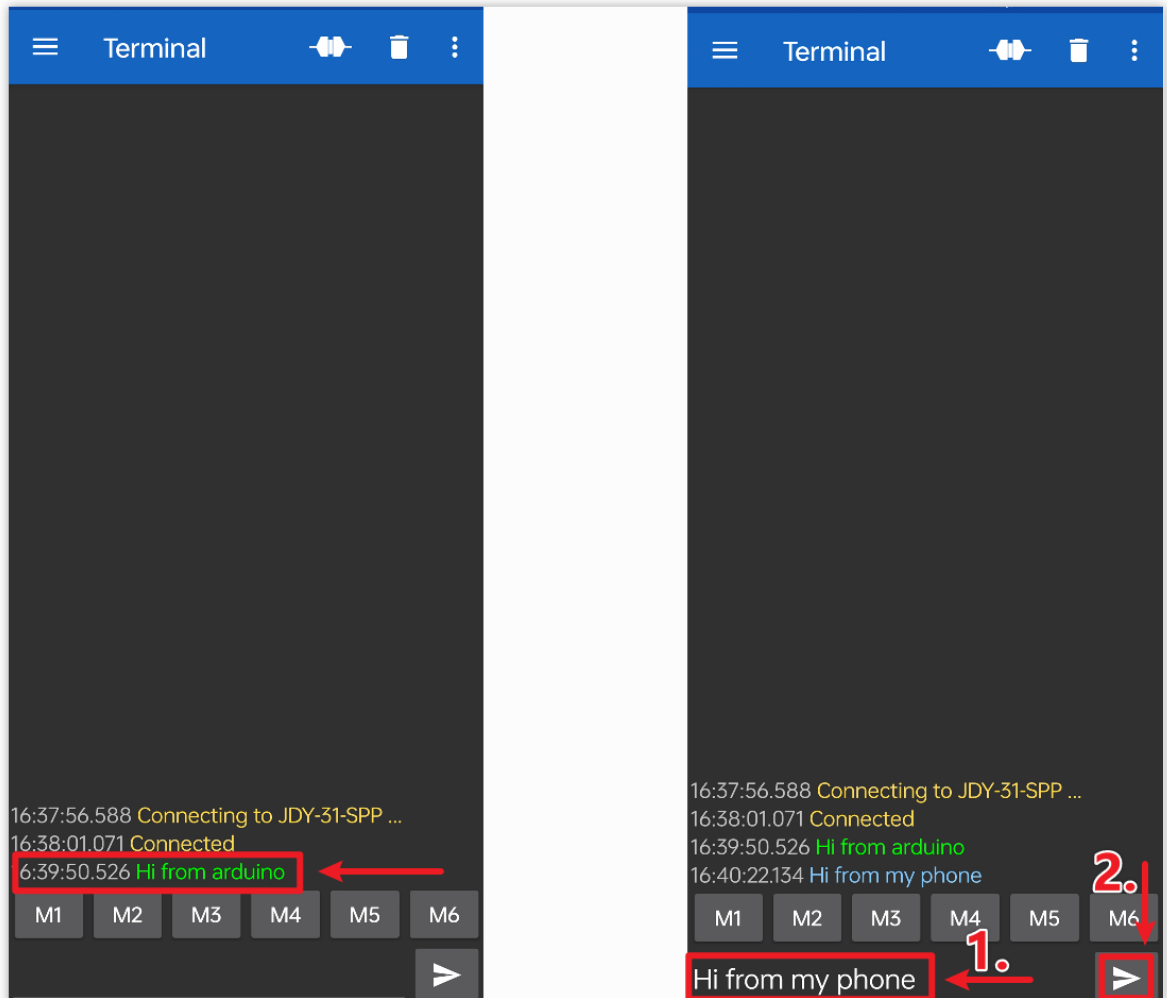 Terminal
16:37:56.588 Connecting to JDY-31-SPP ...
16:38:01.071 Connected
16:39:50.526 Hi from arduino
M1 M2 M3 M4 M5 M6
Terminal
16:37:56.588 Connecting to JDY-31-SPP ...
16:38:01.071 Connected
16:39:50.526 Hi from arduino
16:40:22.134 Hi from my phone
2.
M1 M2 M3 M4 M5 M6
1.
Hi from my phone